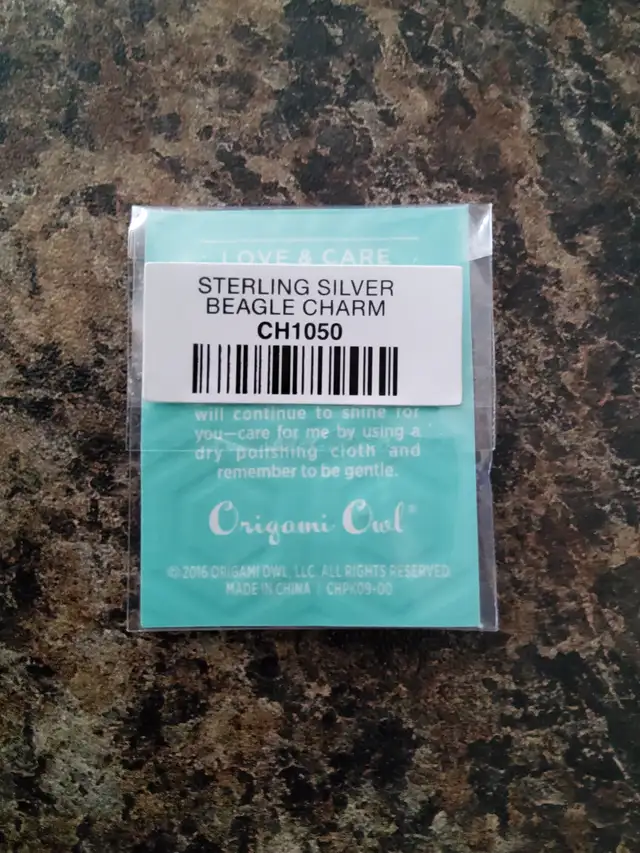 LOVE & CARE
STERLING SILVER
BEAGLE CHARM
CH1050
will continue to shine for
you—care for me by using a
dry polishing cloth and
remember to be gentle.
Origami Owl®
© 2016 ORIGAMI OWL, LLC. ALL RIGHTS RESERVED.
MADE IN CHINA | CHPK09-00